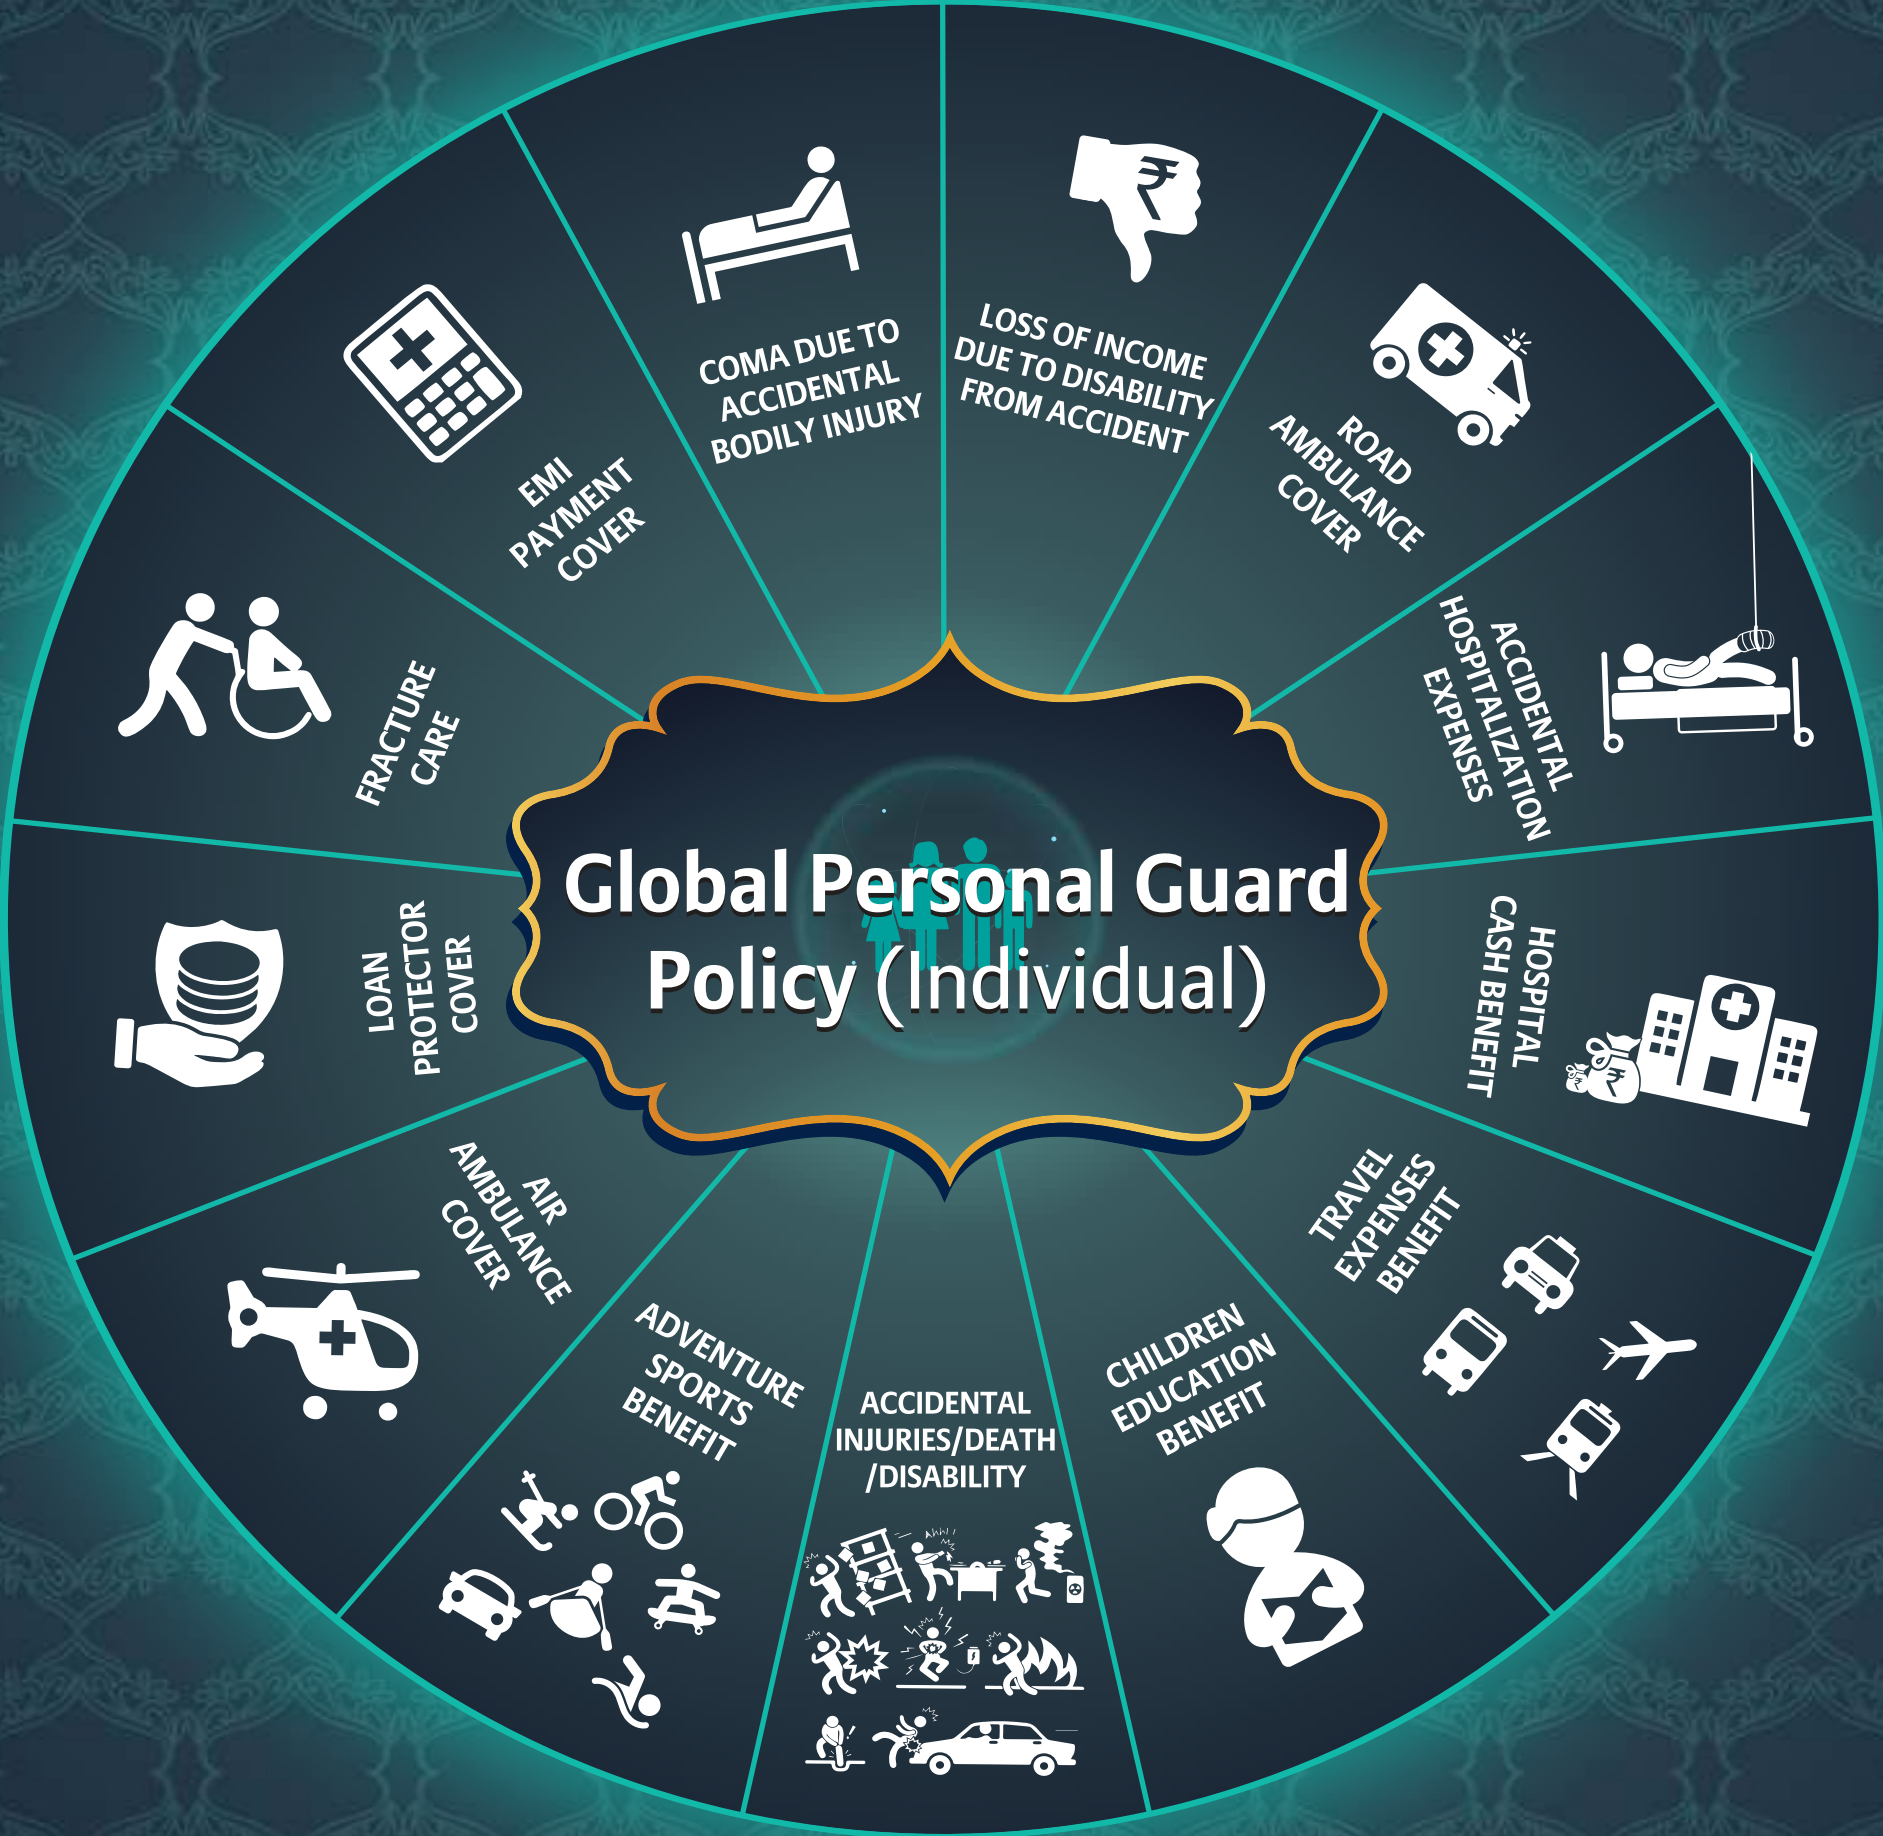 Global Personal Guard
Policy (Individual)
LOSS OF INCOME
DUE TO DISABILITY
FROM ACCIDENT
ROAD
AMBULANCE
COVER
ACCIDENTAL
HOSPITALIZATION
EXPENSES
HOSPITAL
CASH BENEFIT
TRAVEL
EXPENSES
BENEFIT
CHILDREN
EDUCATION
BENEFIT
ACCIDENTAL
INJURIES/DEATH
/DISABILITY
ADVENTURE
SPORTS
BENEFIT
AIR
AMBULANCE
COVER
LOAN
PROTECTOR
COVER
FRACTURE
CARE
EMI
PAYMENT
COVER
COMA DUE TO
ACCIDENTAL
BODILY INJURY
₹
₹
₹